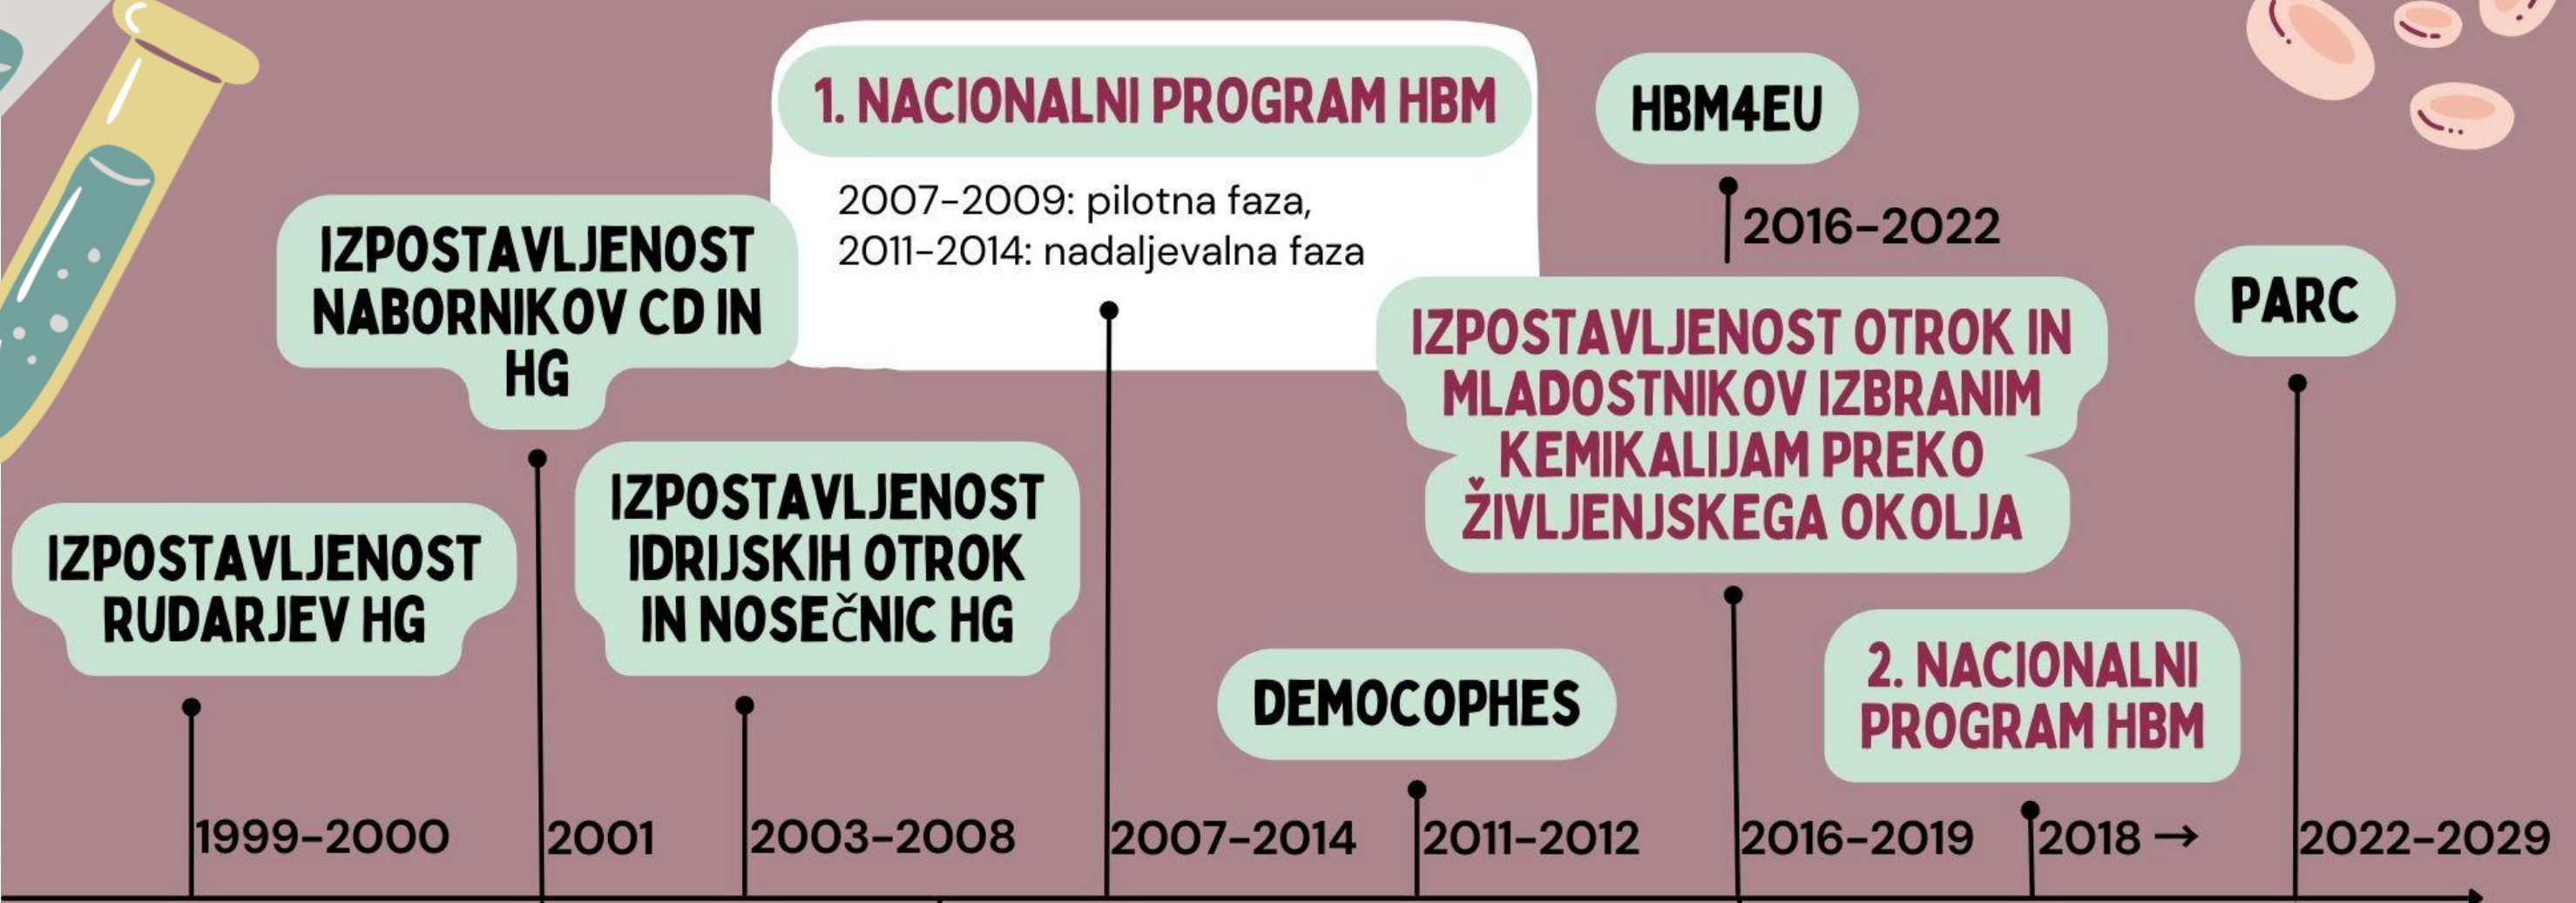 IZPOSTAVLJENOST
RUDARJEV HG
1999-2000
IZPOSTAVLJENOST
NABORNIKOV CD IN
HG
2001
IZPOSTAVLJENOST
IDRIJSKIH OTROK
IN NOSEČNIC HG
2003-2008
1. NACIONALNI PROGRAM HBM
2007-2009: pilotna faza,
2011-2014: nadaljevalna faza
2007-2014
DEMOCOPHES
2011-2012
HBM4EU
2016-2022
IZPOSTAVLJENOST OTROK IN
MLADOSTNIKOV IZBRANIM
KEMIKALIJAM PREKO
ŽIVLJENJSKEGA OKOLJA
2016-2019
2. NACIONALNI
PROGRAM HBM
2018 →
PARC
2022-2029